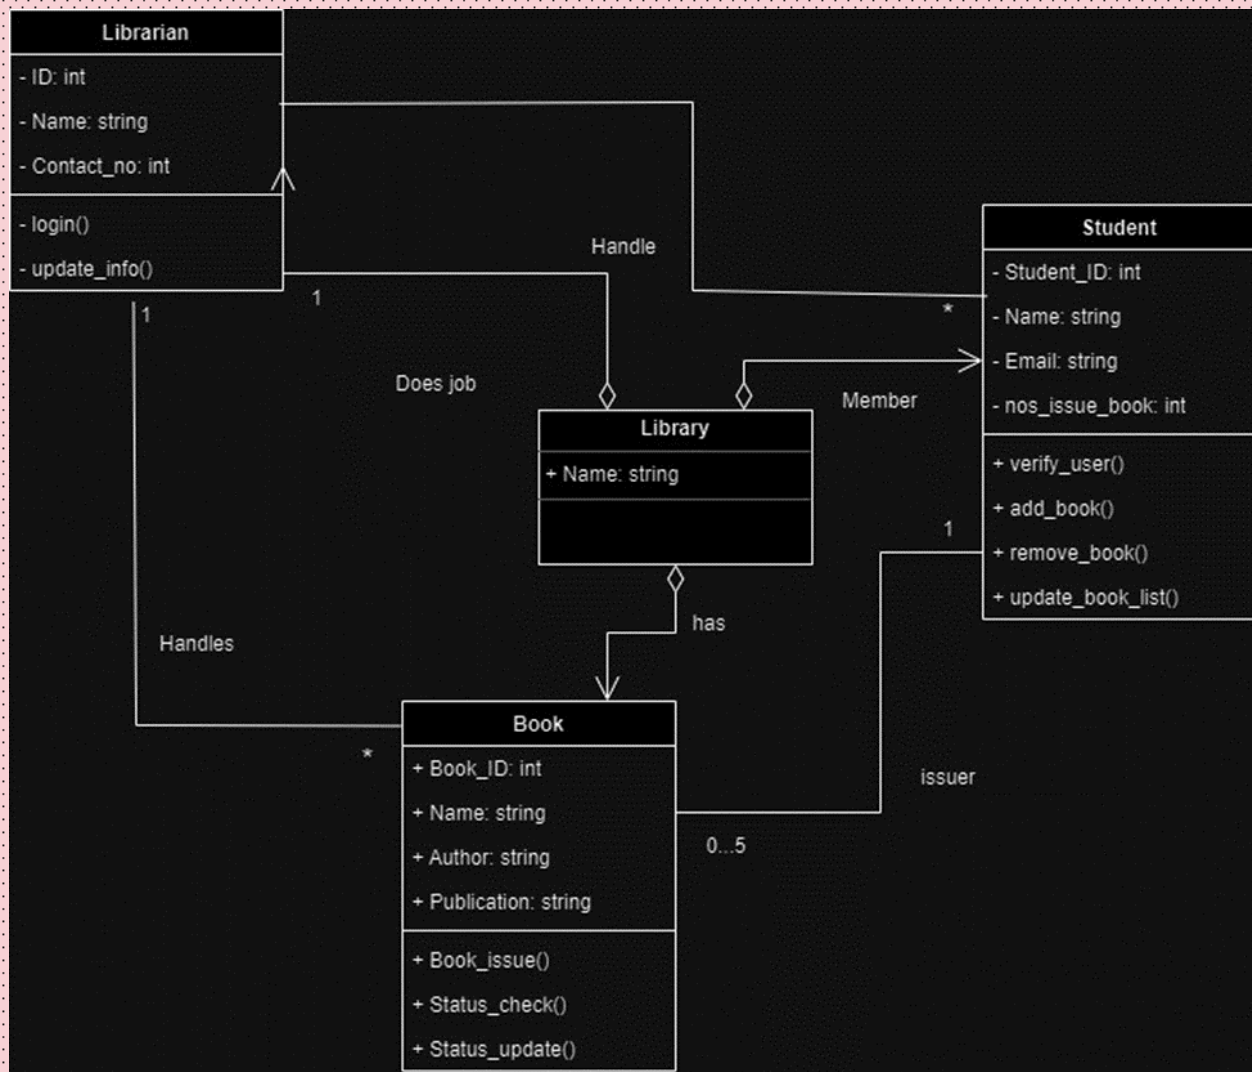 Librarian
- ID: int
- Name: string
- Contact_no: int
- login()
- update_info()
1
1
Handle
Does job
Student
- Student_ID: int
- Name: string
- Email: string
- nos_issue_book: int
+ verify_user()
+ add_book()
+ remove_book()
+ update_book_list()
*
Member
Library
+ Name: string
1
has
Handles
*
Book
+ Book_ID: int
+ Name: string
+ Author: string
+ Publication: string
+ Book_issue()
+ Status_check()
+ Status_update()
issuer
0...5